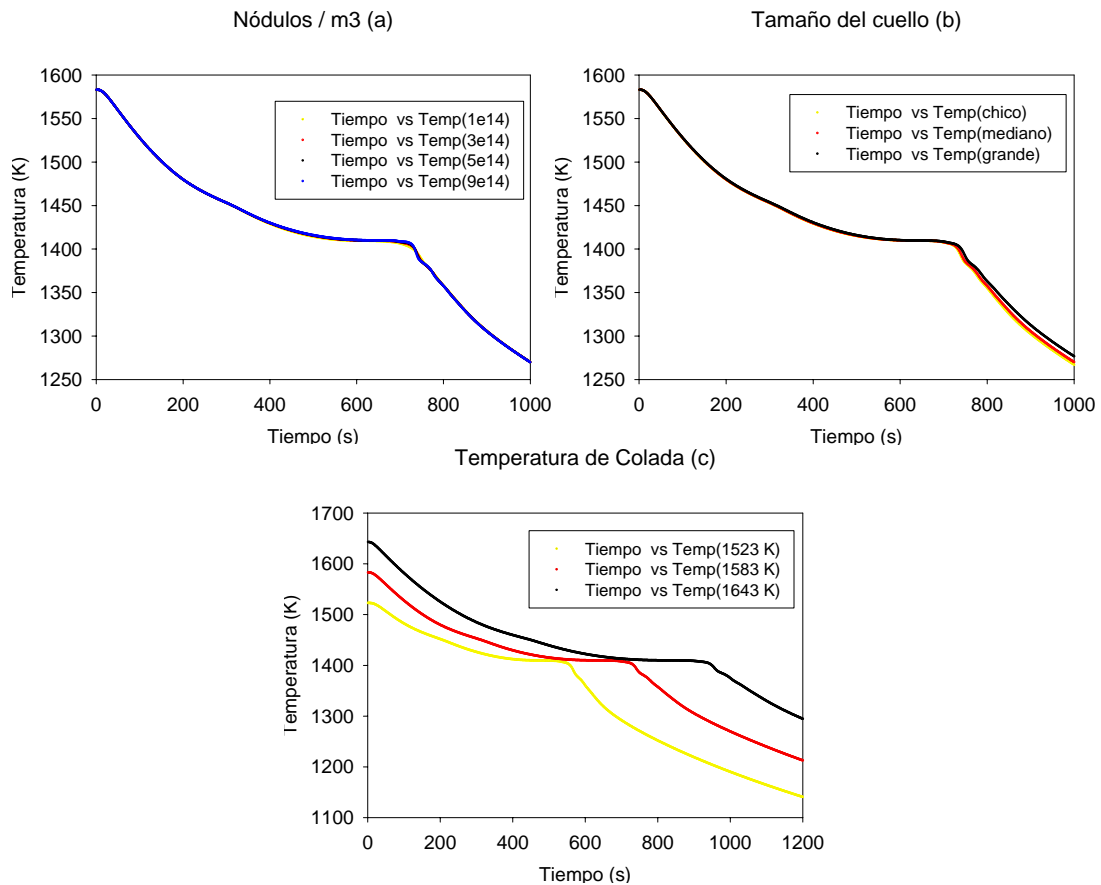 Nódulos / m3 (a)
Temperatura (K)
1600
1550
1500
1450
1400
1350
1300
1250
Tiempo vs Temp(1e14)
Tiempo vs Temp(3e14)
Tiempo vs Temp(5e14)
Tiempo vs Temp(9e14)
0 200 400 600 800 1000
Tiempo (s)
Tamaño del cuello (b)
Temperatura (K)
1600
1550
1500
1450
1400
1350
1300
1250
Tiempo vs Temp(chico)
Tiempo vs Temp(mediano)
Tiempo vs Temp(grande)
0 200 400 600 800 1000
Tiempo (s)
Temperatura de Colada (c)
Temperatura (K)
1700
1600
1500
1400
1300
1200
1100
Tiempo vs Temp(1523 K)
Tiempo vs Temp(1583 K)
Tiempo vs Temp(1643 K)
0 200 400 600 800 1000 1200
Tiempo (s)